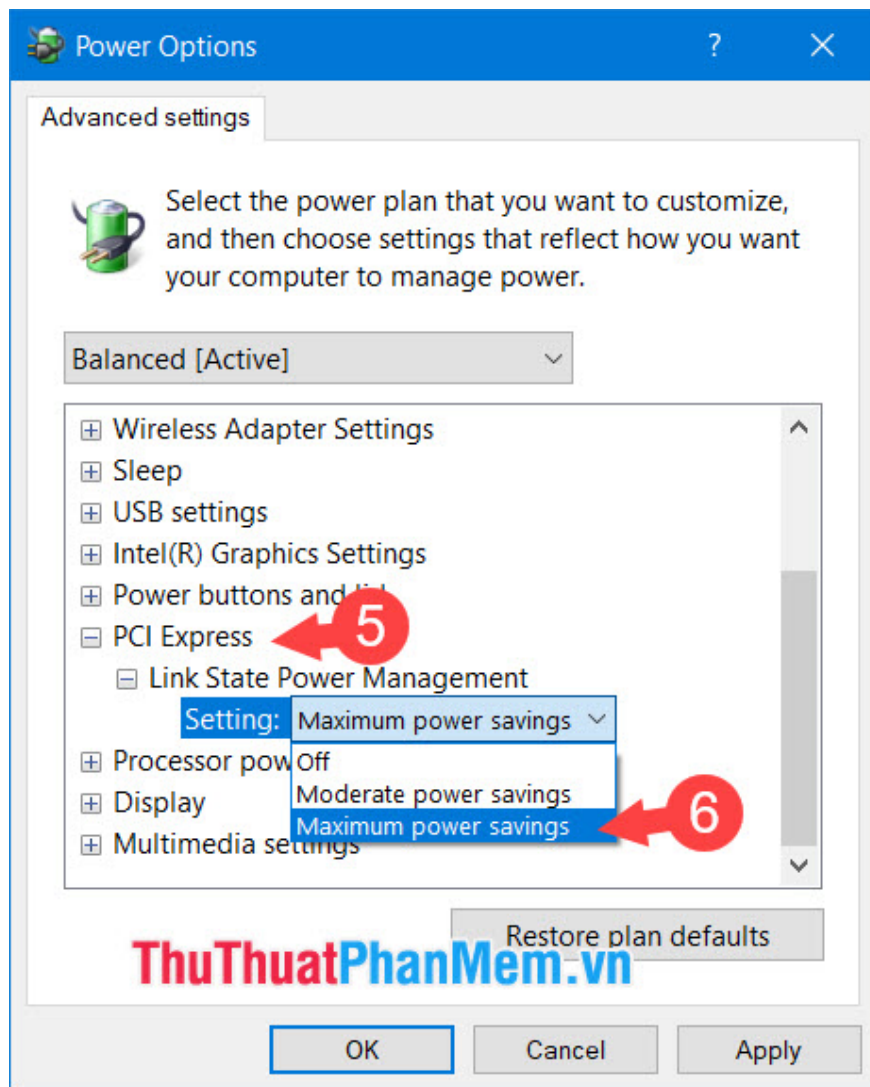 Power Options
?
Advanced settings
Select the power plan that you want to customize,
and then choose settings that reflect how you want
your computer to manage power.
Balanced [Active]
Wireless Adapter Settings
Sleep
USB settings
Intel(R) Graphics Settings
Power buttons and lid
5
PCI Express
Link State Power Management
Setting: Maximum power savings
Processor pow
Off
Moderate power savings
Display
Maximum power savings
6
Multimedia settings
Restore plan defaults
ThuThuatPhanMem.vn
OK
Cancel
Apply